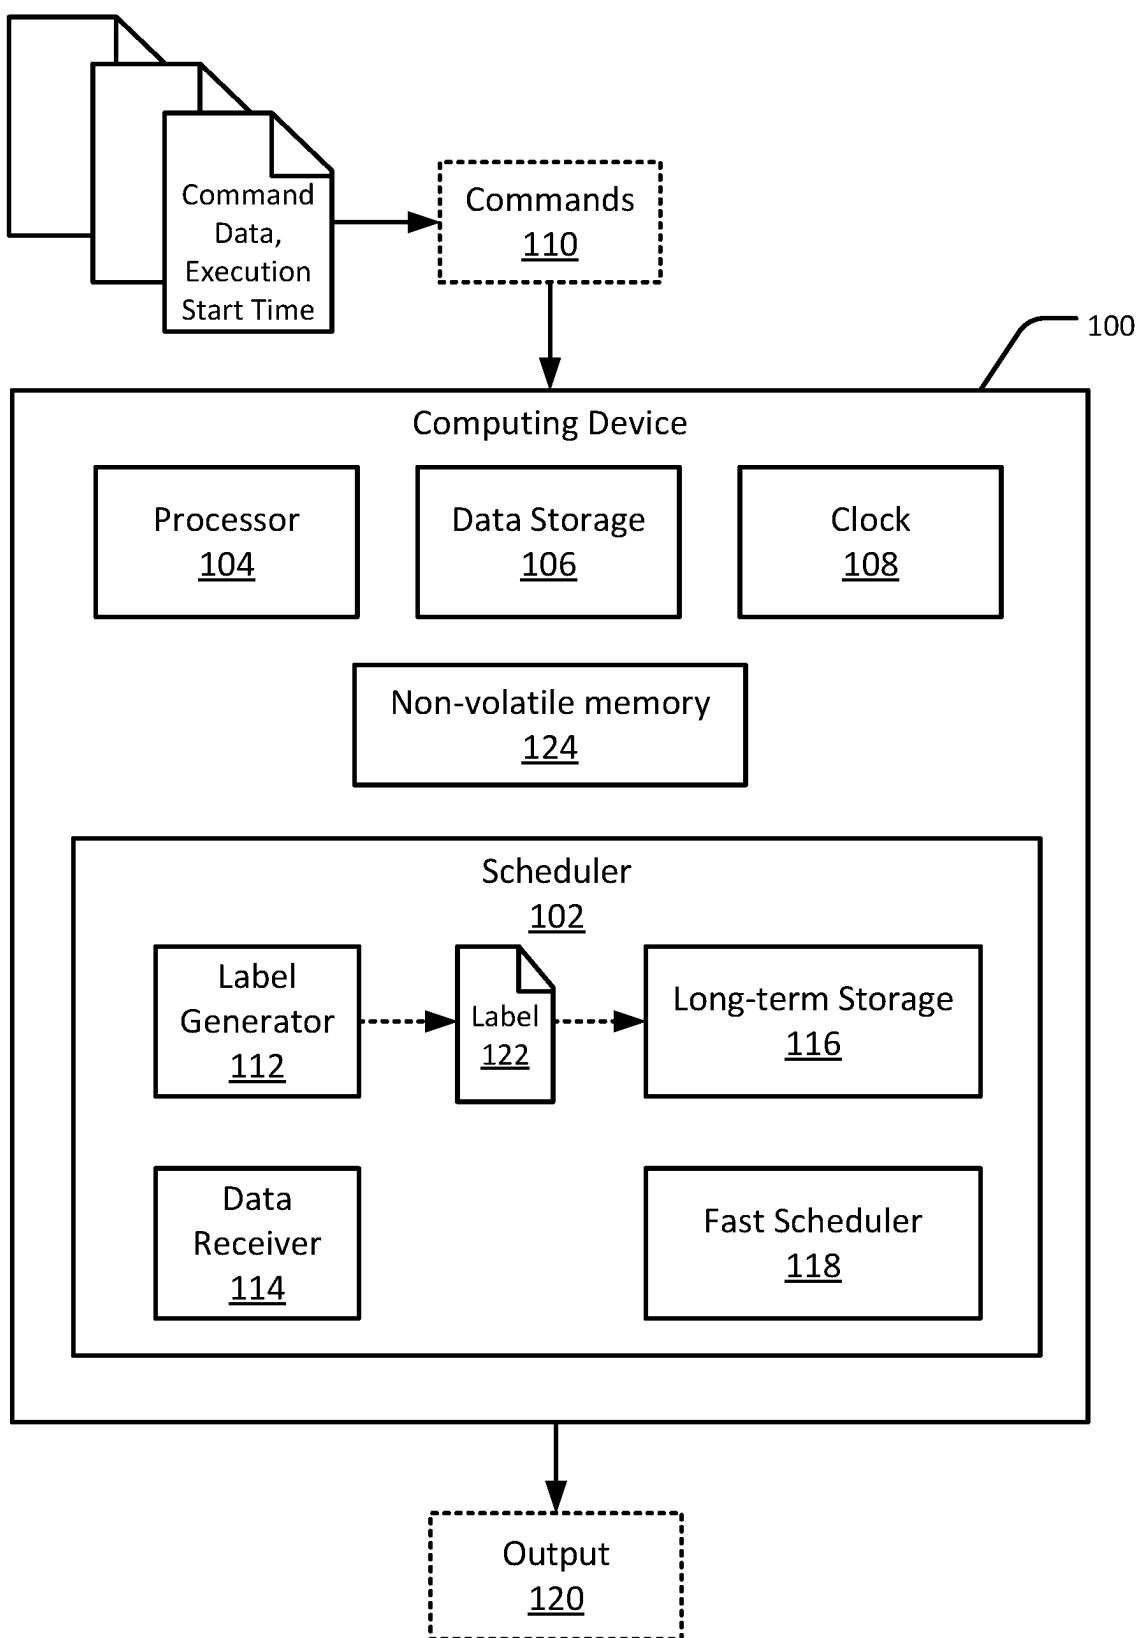 Command
Data,
Execution
Start Time
Commands
110
100
Computing Device
Processor
104
Data Storage
106
Clock
108
Non-volatile memory
124
Scheduler
102
Label
Generator
112
Label
122
Long-term Storage
116
Data
Receiver
114
Fast Scheduler
118
Output
120